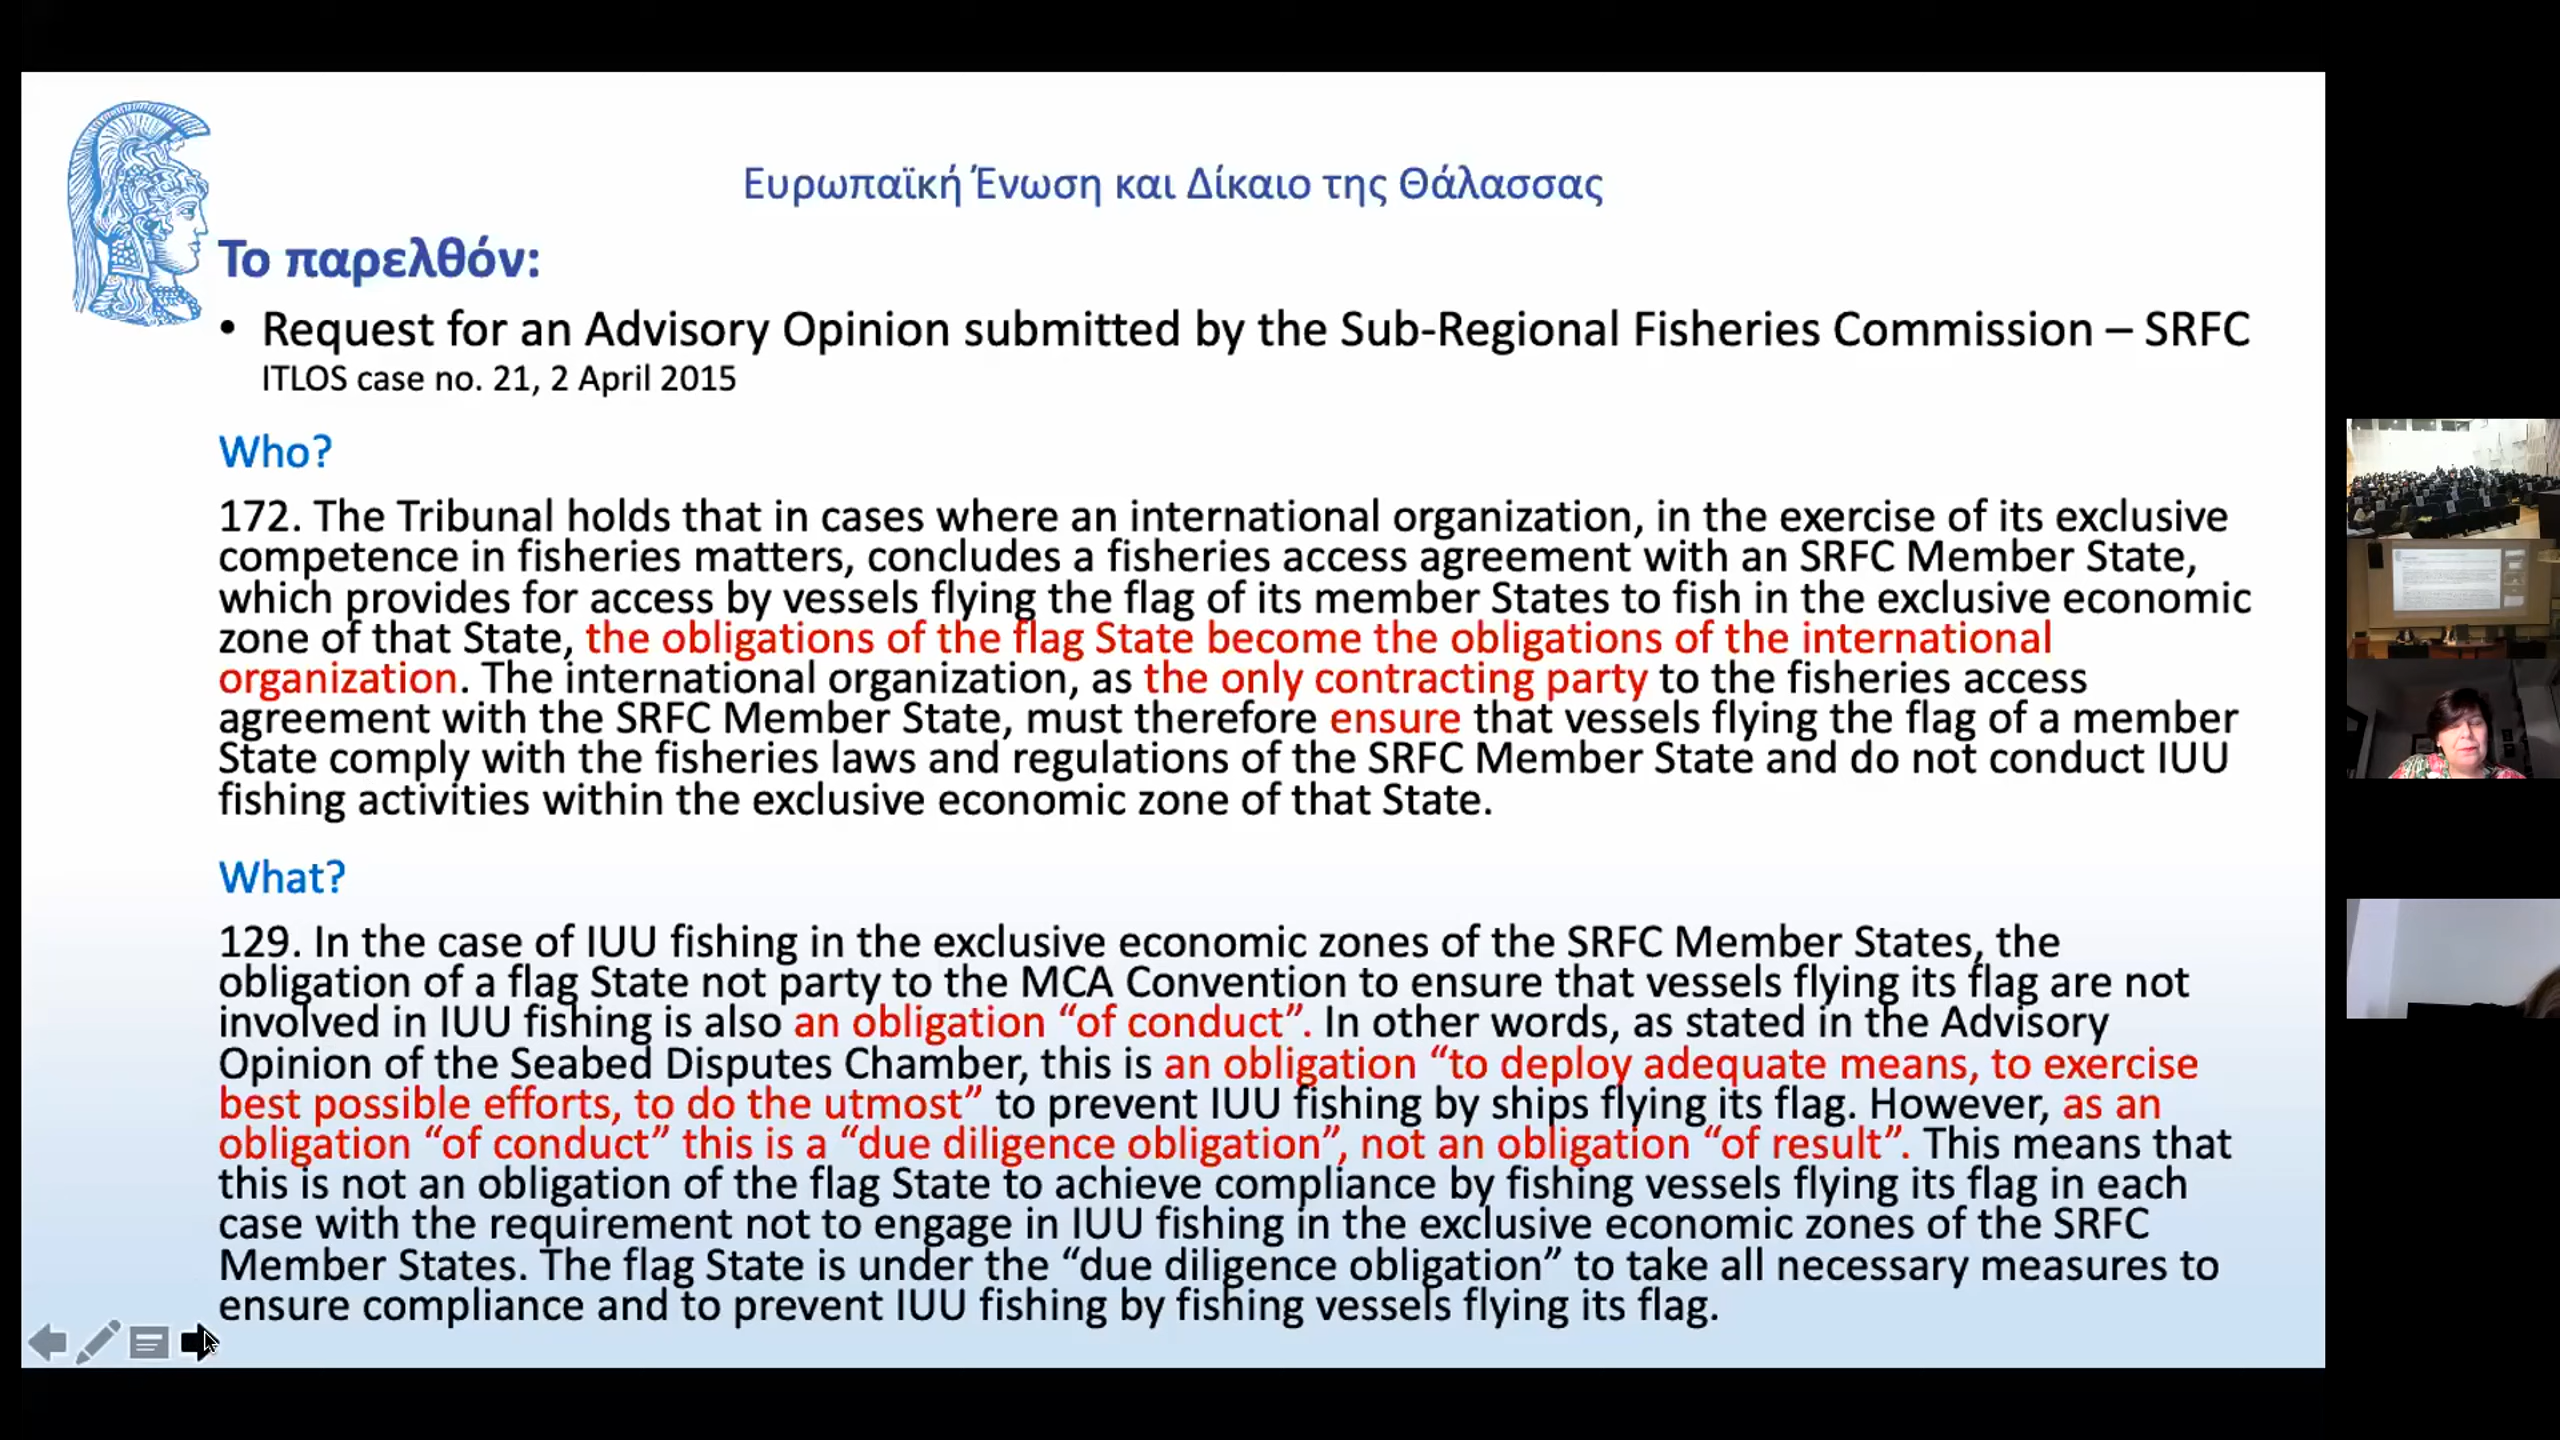 Ευρωπαϊκή Ένωση και Δίκαιο της Θάλασσας
Το παρελθόν:
• Request for an Advisory Opinion submitted by the Sub-Regional Fisheries Commission – SRFC
ITLOS case no. 21, 2 April 2015
Who?
172. The Tribunal holds that in cases where an international organization, in the exercise of its exclusive
competence in fisheries matters, concludes a fisheries access agreement with an SRFC Member State,
which provides for access by vessels flying the flag of its member States to fish in the exclusive economic
zone of that State, the obligations of the flag State become the obligations of the international
organization. The international organization, as the only contracting party to the fisheries access
agreement with the SRFC Member State, must therefore ensure that vessels flying the flag of a member
State comply with the fisheries laws and regulations of the SRFC Member State and do not conduct IUU
fishing activities within the exclusive economic zone of that State.
What?
129. In the case of IUU fishing in the exclusive economic zones of the SRFC Member States, the
obligation of a flag State not party to the MCA Convention to ensure that vessels flying its flag are not
involved in IUU fishing is also an obligation “of conduct”. In other words, as stated in the Advisory
Opinion of the Seabed Disputes Chamber, this is an obligation “to deploy adequate means, to exercise
best possible efforts, to do the utmost” to prevent IUU fishing by ships flying its flag. However, as an
obligation “of conduct” this is a “due diligence obligation”, not an obligation “of result”. This means that
this is not an obligation of the flag State to achieve compliance by fishing vessels flying its flag in each
case with the requirement not to engage in IUU fishing in the exclusive economic zones of the SRFC
Member States. The flag State is under the “due diligence obligation” to take all necessary measures to
ensure compliance and to prevent IUU fishing by fishing vessels flying its flag.